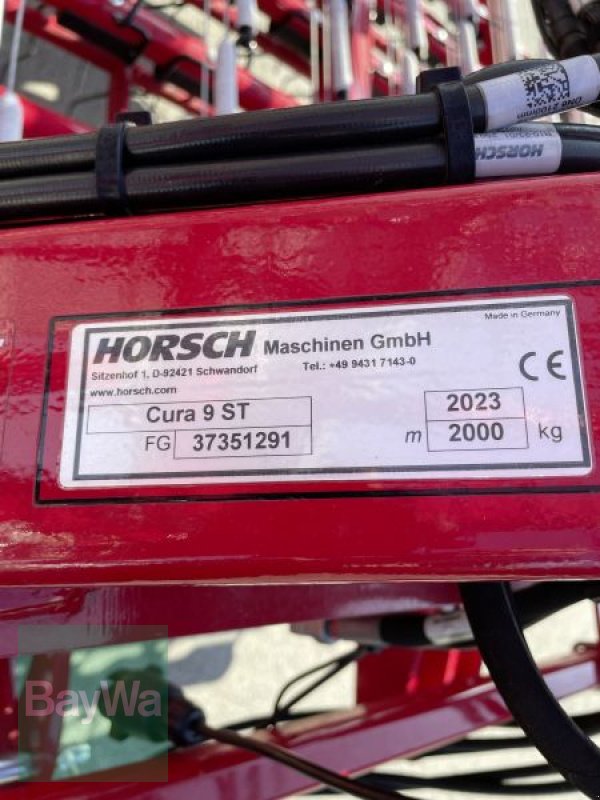 HORSCH
HORSCH Maschinen GmbH
Made in Germany
Sitzenhof 1, D-92421 Schwandorf
Tel.: +49 9431 7143-0
www.horsch.com
CE
Cura 9 ST
2023
FG 37351291
m 2000 kg
BayWa